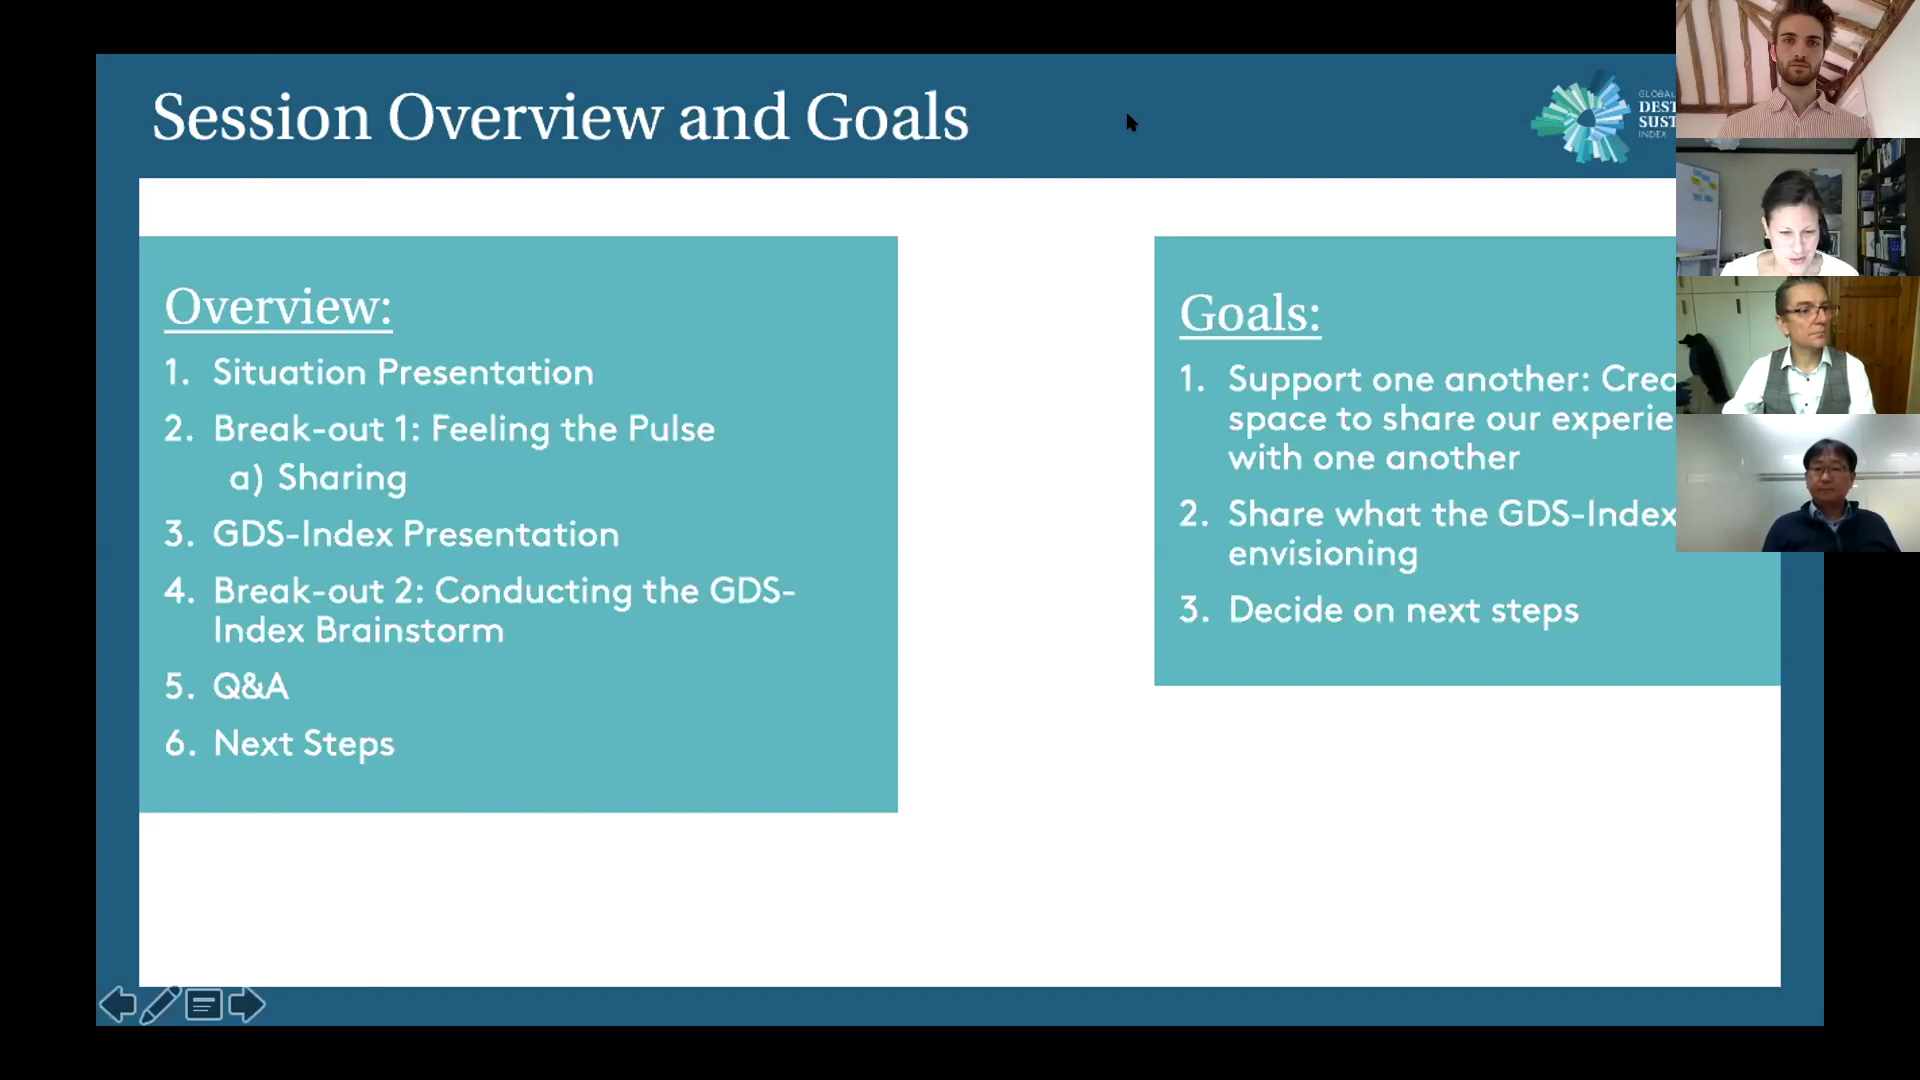 Session Overview and Goals
GLOBAL
DEST
SUST
INDEX
Overview:
1. Situation Presentation
2. Break-out 1: Feeling the Pulse
a) Sharing
3. GDS-Index Presentation
4. Break-out 2: Conducting the GDS-
Index Brainstorm
5. Q&A
6. Next Steps
Goals:
1. Support one another: Crea
space to share our experie
with one another
2. Share what the GDS-Index
envisioning
3. Decide on next steps